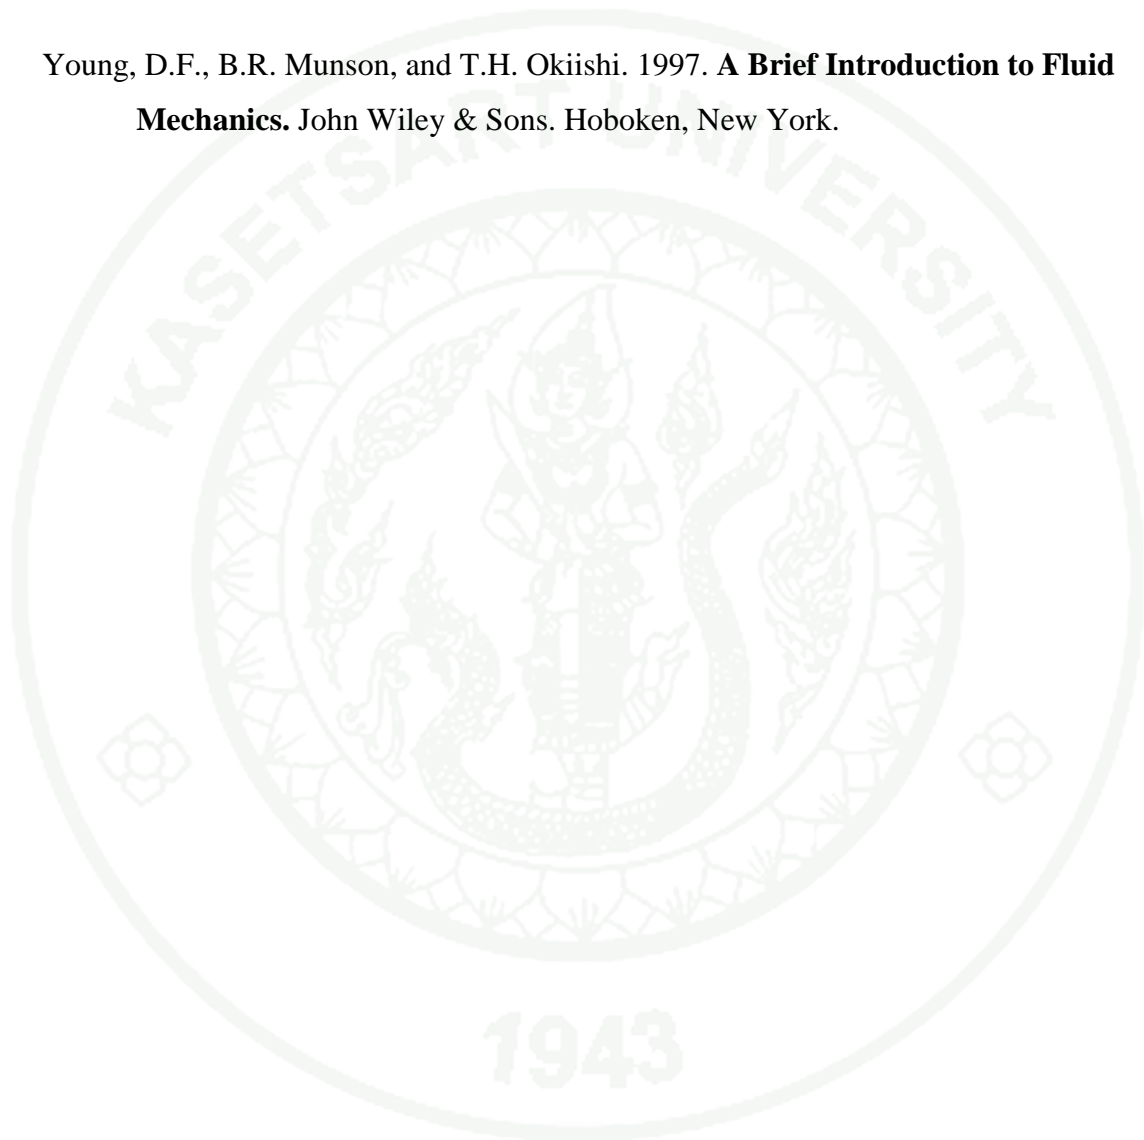 Young, D.F., B.R. Munson, and T.H. Okiishi. 1997. A Brief Introduction to Fluid
Mechanics. John Wiley & Sons. Hoboken, New York.
KASETSART UNIVERSITY
1943